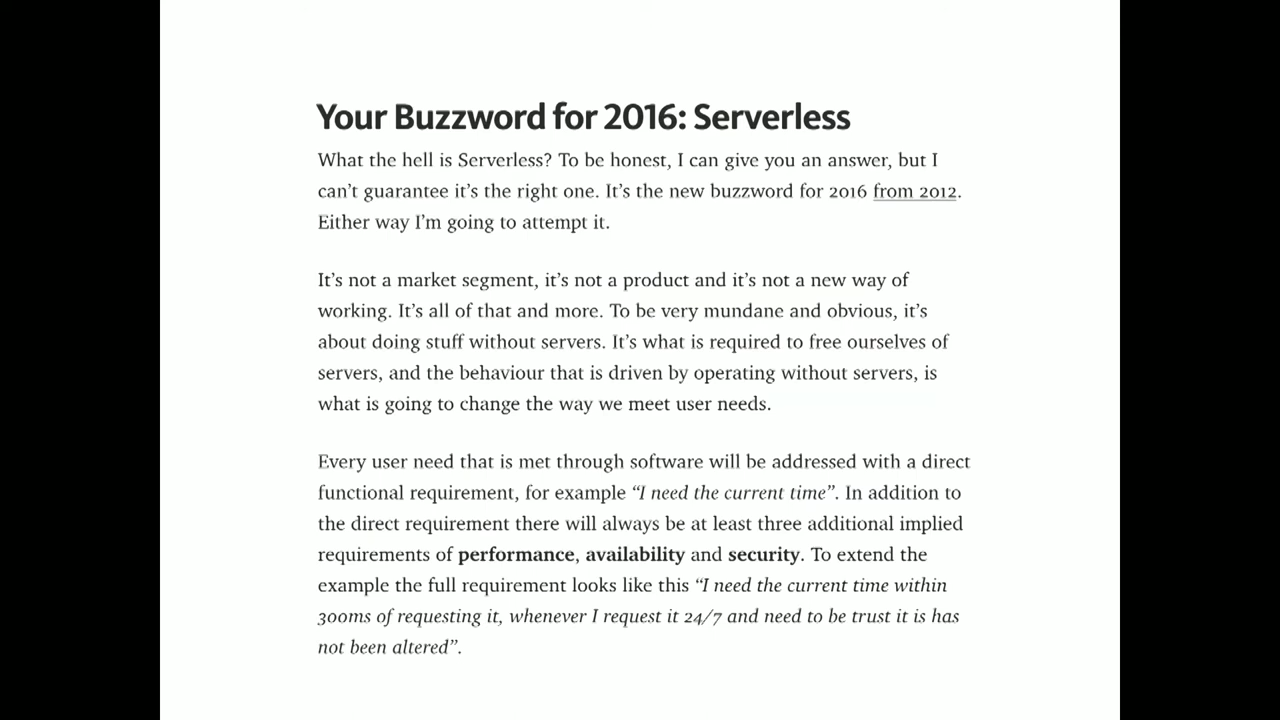 Your Buzzword for 2016: Serverless
What the hell is Serverless? To be honest, I can give you an answer, but I
can’t guarantee it’s the right one. It’s the new buzzword for 2016 from 2012.
Either way I’m going to attempt it.
It’s not a market segment, it’s not a product and it’s not a new way of
working. It’s all of that and more. To be very mundane and obvious, it’s
about doing stuff without servers. It’s what is required to free ourselves of
servers, and the behaviour that is driven by operating without servers, is
what is going to change the way we meet user needs.
Every user need that is met through software will be addressed with a direct
functional requirement, for example “I need the current time”. In addition to
the direct requirement there will always be at least three additional implied
requirements of performance, availability and security. To extend the
example the full requirement looks like this “I need the current time within
300ms of requesting it, whenever I request it 24/7 and need to be trust it is has
not been altered”.